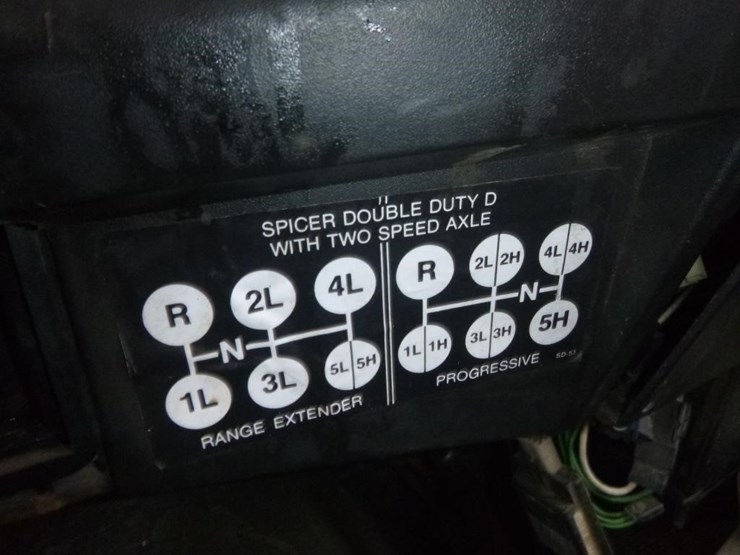 SPICER DOUBLE DUTY D
WITH TWO SPEED AXLE
R 2L 4L
N
1L 3L 5L 5H
RANGE EXTENDER
R 2L 2H 4L 4H
N
1L 1H 3L 3H 5H
PROGRESSIVE